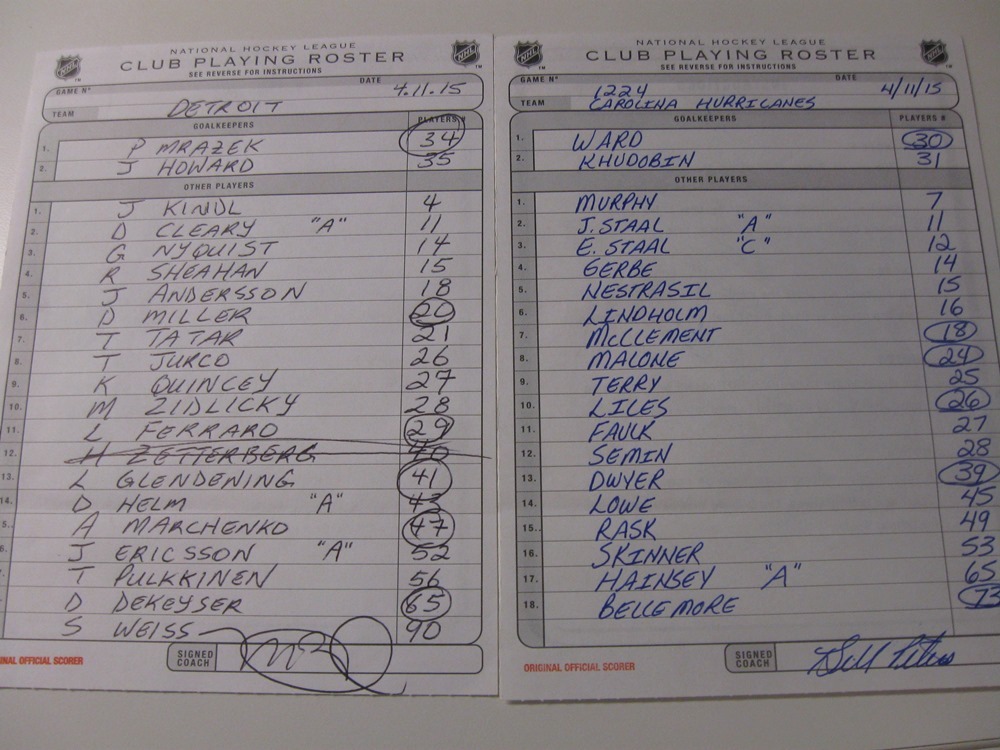 NATIONAL HOCKEY LEAGUE
CLUB PLAYING ROSTER
SEE REVERSE FOR INSTRUCTIONS
GAME Nº DATE 4.11.15
TEAM DETROIT
GOALKEEPERS PLAYERS #
1. P MRAZEK 34
2. J HOWARD 35
OTHER PLAYERS
1. J KINDL 4
2. D CLEARY "A" 11
3. G NYQUIST 14
4. R SHEAHAN 15
5. J ANDERSSON 18
6. D MILLER 20
7. T TATAR 21
8. T JURCO 26
9. K QUINCEY 27
10. M ZIDLICKY 28
11. L FERRARO 29
12. H ZETTERBERG 40
13. L GLENDENING 41
14. D HELM "A" 43
5. A MARCHENKO 47
6. J ERICSSON "A" 52
7. T PULKKINEN 56
D DEKEYSER 65
S WEISS 90
SIGNED COACH
INAL OFFICIAL SCORER
NHL
NATIONAL HOCKEY LEAGUE
CLUB PLAYING ROSTER
SEE REVERSE FOR INSTRUCTIONS
GAME Nº 1224 DATE 4/11/15
TEAM CAROLINA HURRICANES
GOALKEEPERS PLAYERS #
1. WARD 30
2. KHUDOBIN 31
OTHER PLAYERS
1. MURPHY 7
2. J. STAAL "A" 11
3. E. STAAL "C" 12
4. GERBE 14
5. NESTRASIL 15
6. LINDHOLM 16
7. McCLEMENT 18
8. MALONE 24
9. TERRY 25
10. LILES 26
11. FAULK 27
12. SEMIN 28
13. DWYER 39
14. LOWE 45
15. RASK 49
16. SKINNER 53
17. HAINSEY "A" 65
18. BELLEMORE 73
SIGNED COACH Bill Peters
ORIGINAL OFFICIAL SCORER